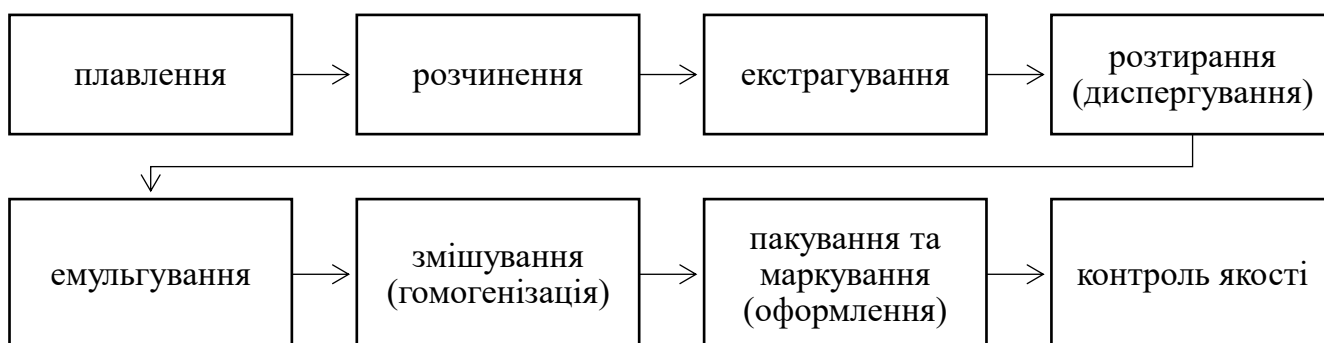 плавлення
розчинення
екстрагування
розтирання
(диспергування)
емульгування
змішування
(гомогенізація)
пакування та
маркування
(оформлення)
контроль якості